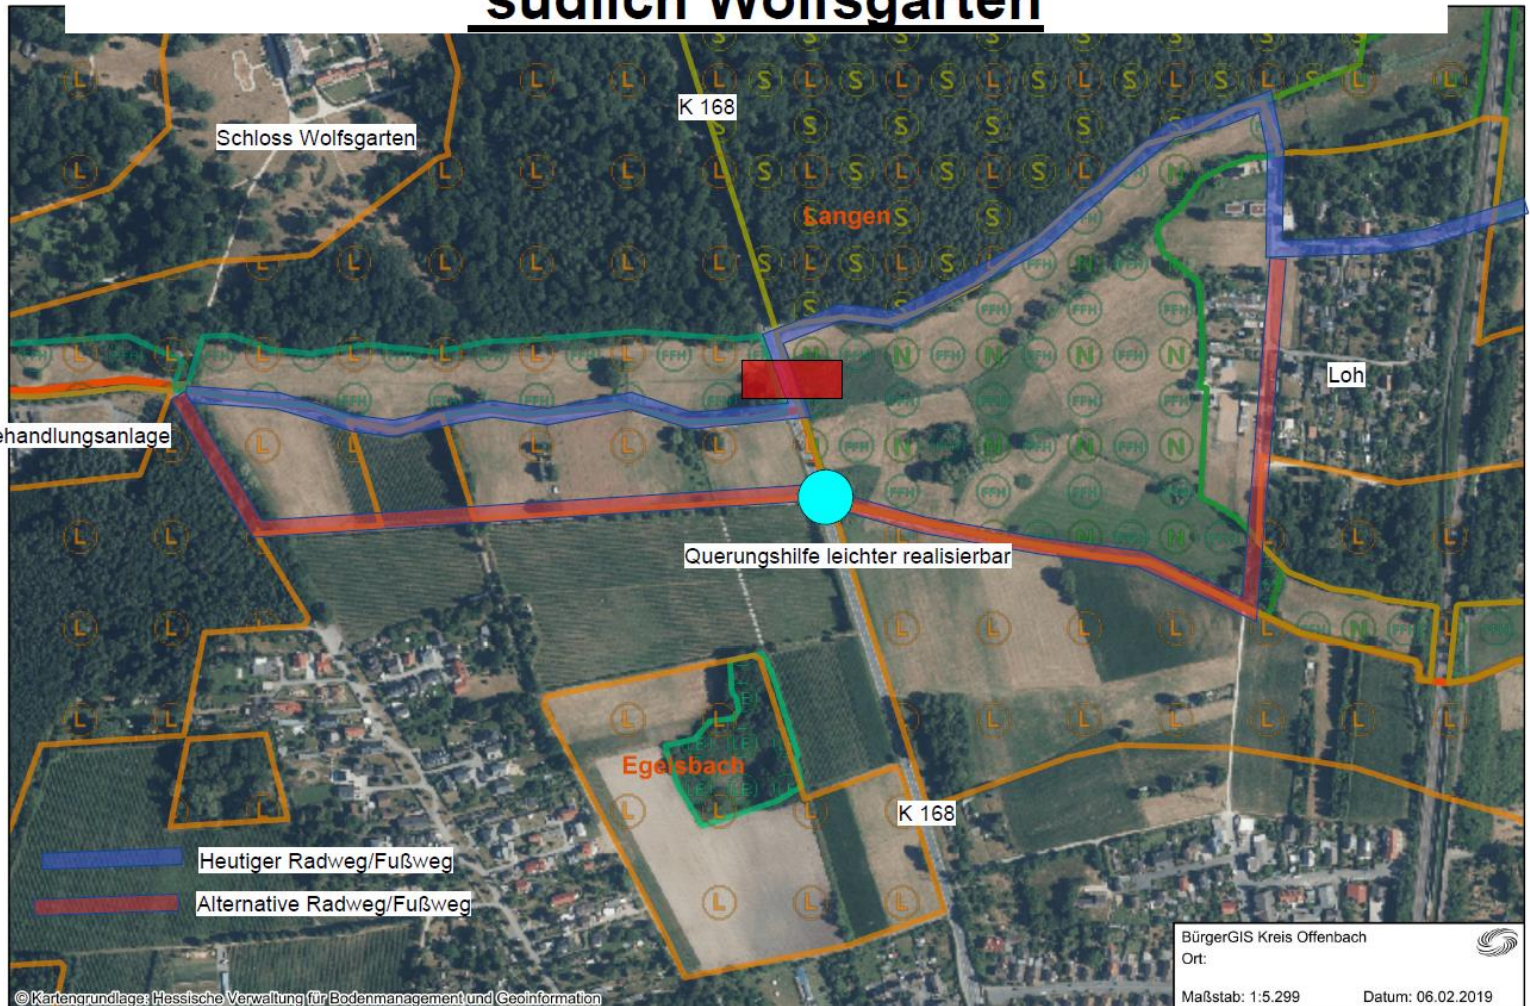 südlich Wolfsgarten
K 168
Schloss Wolfsgarten
Langen
Loh
ehandlungsanlage
Querungshilfe leichter realisierbar
Egelsbach
K 168
Heutiger Radweg/Fußweg
Alternative Radweg/Fußweg
BürgerGIS Kreis Offenbach
Ort:
Maßstab: 1:5.299 Datum: 06.02.2019
© Kartengrundlage: Hessische Verwaltung für Bodenmanagement und Geoinformation